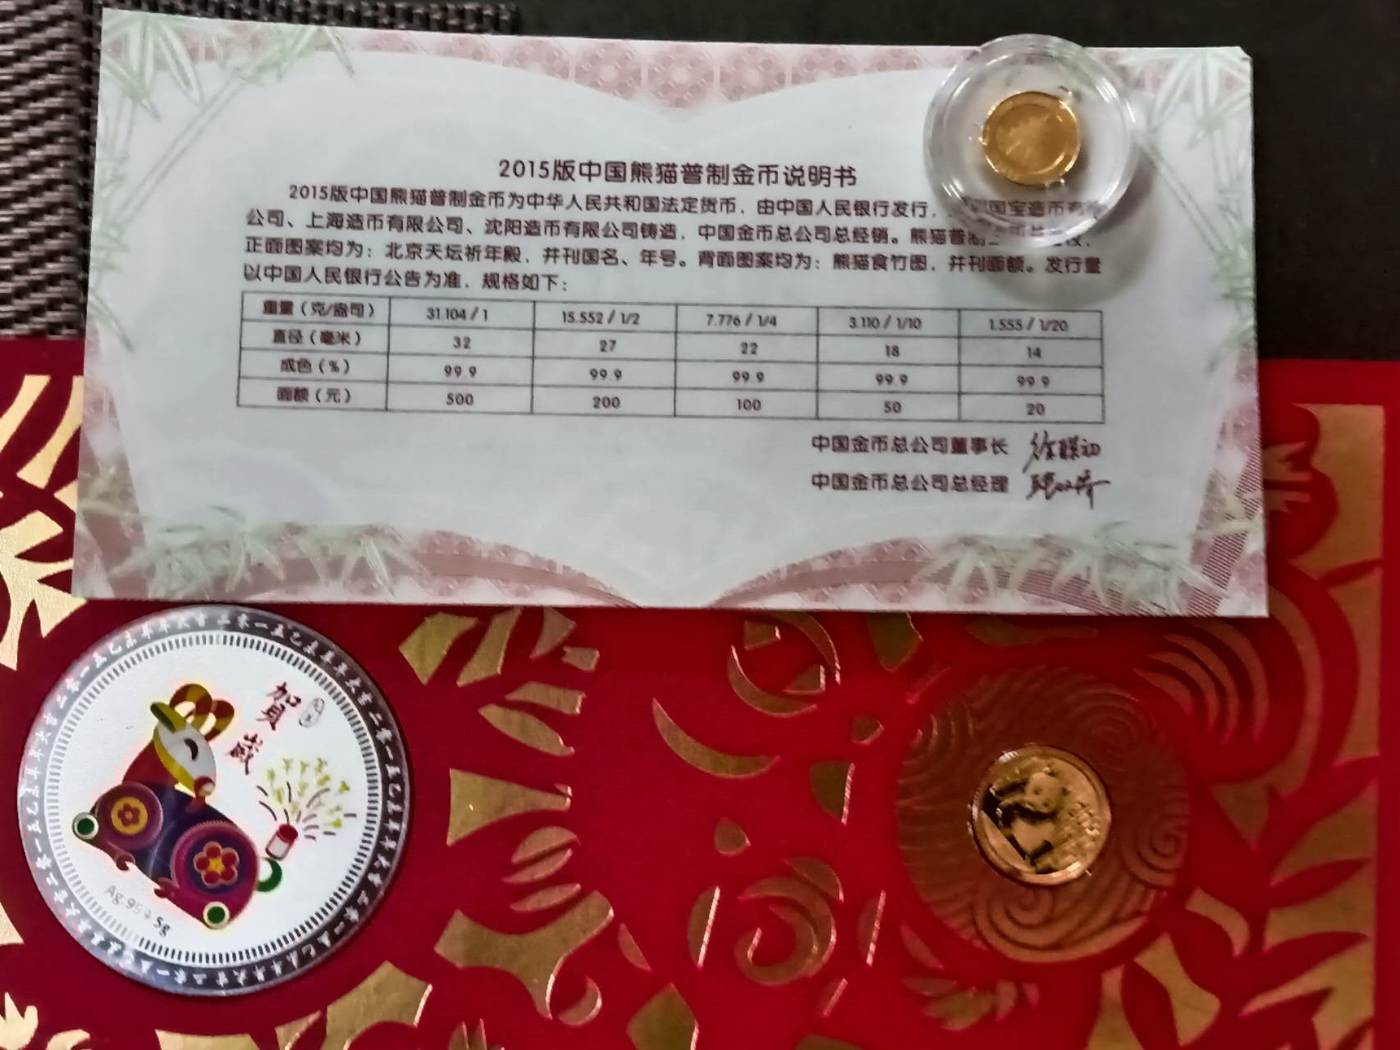 2015版中国熊猫普制金币说明书
2015版中国熊猫普制金币为中华人民共和国法定货币，由中国人民银行发行，国宝造币有
公司、上海造币有限公司、沈阳造币有限公司铸造，中国金币总公司总经销。熊猫普制
正面图案均为：北京天坛祈年殿，并刊国名、年号。背面图案均为：熊猫食竹图，并刊面额。发行量
以中国人民银行公告为准，规格如下：
重量（克/盎司） 31.104 / 1 15.552 / 1/2 7.776 / 1/4 3.110 / 1/10 1.555 / 1/20
直径（毫米） 32 27 22 18 14
成色（%） 99.9 99.9 99.9 99.9 99.9
面额（元） 500 200 100 50 20
中国金币总公司董事长
中国金币总公司总经理
賀
歲
Ag.999 5g